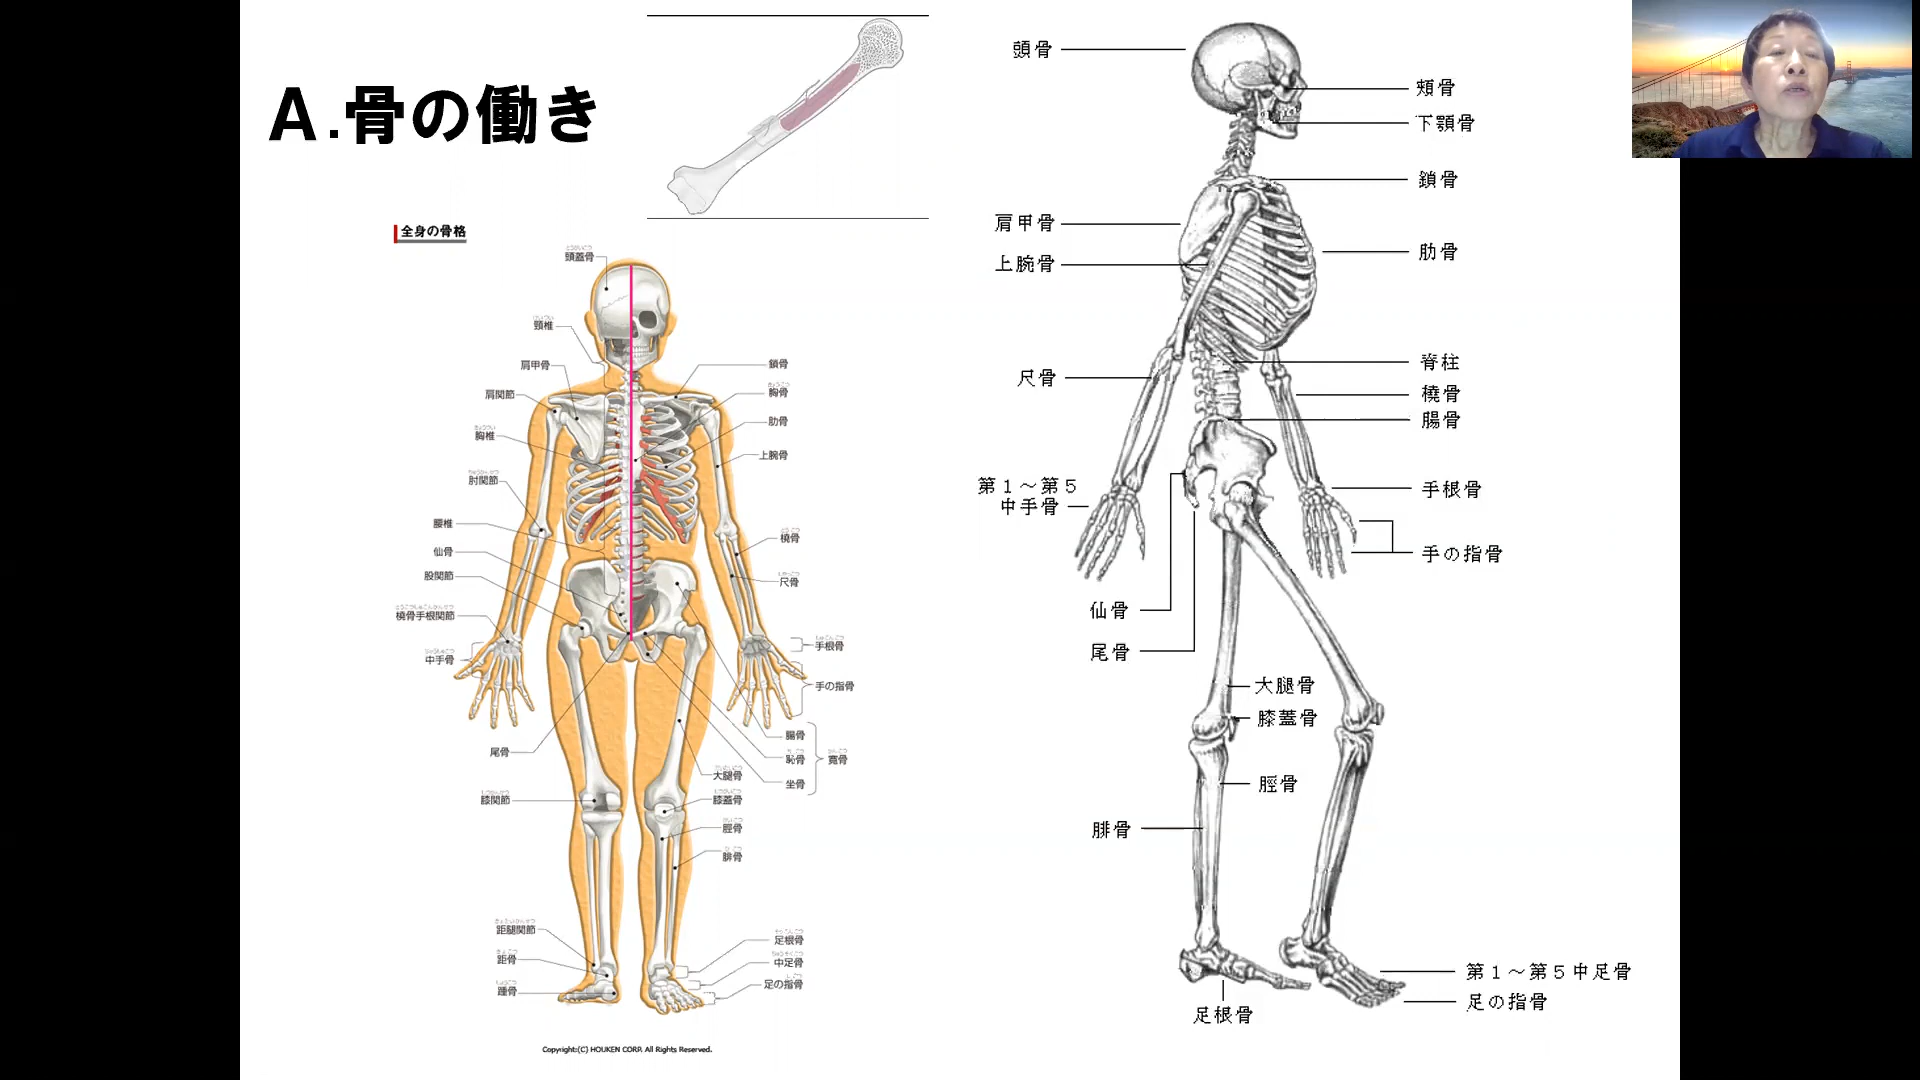 A.骨の働き
全身の骨格
頭蓋骨
頸椎
肩甲骨
肩関節
胸椎
肘関節
腰椎
仙骨
股関節
橈骨手根関節
中手骨
尾骨
膝関節
距腿関節
距骨
踵骨
鎖骨
胸骨
肋骨
上腕骨
橈骨
尺骨
手根骨
手の指骨
腸骨
恥骨
寛骨
坐骨
大腿骨
膝蓋骨
脛骨
腓骨
足根骨
中足骨
足の指骨
Copyright:(C) HOUKEN CORP. All Rights Reserved.
頭骨
頬骨
下顎骨
鎖骨
肩甲骨
上腕骨
肋骨
脊柱
尺骨
橈骨
腸骨
第１～第５
中手骨
手根骨
手の指骨
仙骨
尾骨
大腿骨
膝蓋骨
脛骨
腓骨
第１～第５中足骨
足の指骨
足根骨